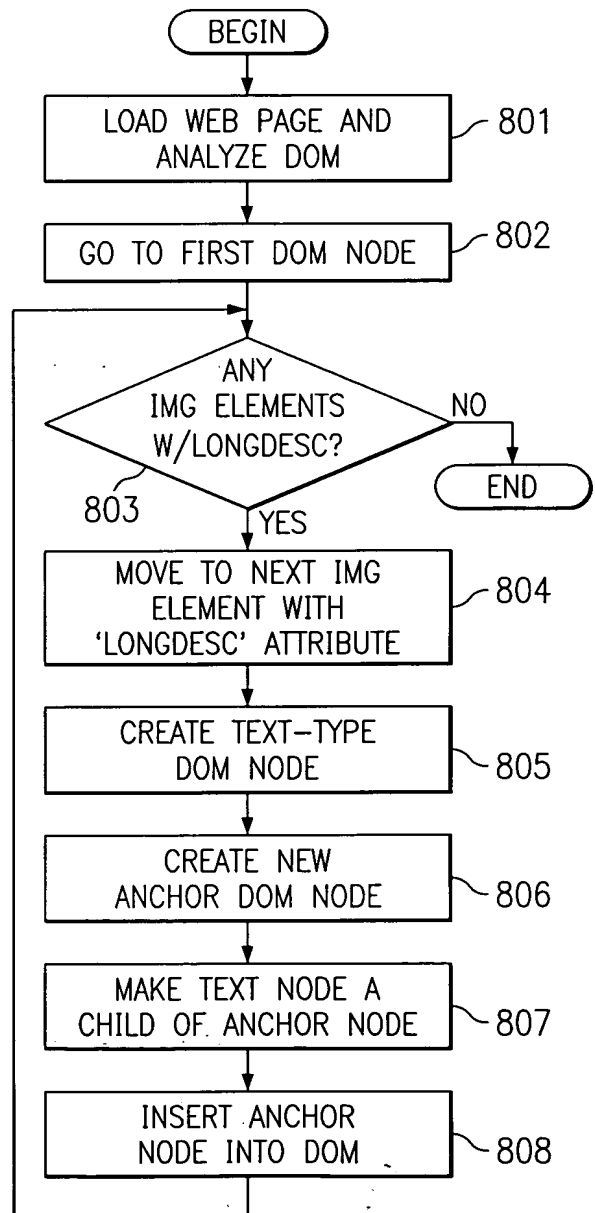 BEGIN
LOAD WEB PAGE AND
ANALYZE DOM
801
GO TO FIRST DOM NODE
802
ANY
IMG ELEMENTS
W/LONGDESC?
803
NO
END
YES
MOVE TO NEXT IMG
ELEMENT WITH
'LONGDESC' ATTRIBUTE
804
CREATE TEXT-TYPE
DOM NODE
805
CREATE NEW
ANCHOR DOM NODE
806
MAKE TEXT NODE A
CHILD OF ANCHOR NODE
807
INSERT ANCHOR
NODE INTO DOM
808